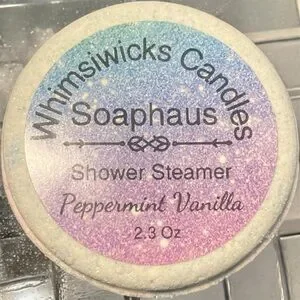 Whimsiwicks Candles
Soaphaus
Shower Steamer
Peppermint Vanilla
2.3 Oz